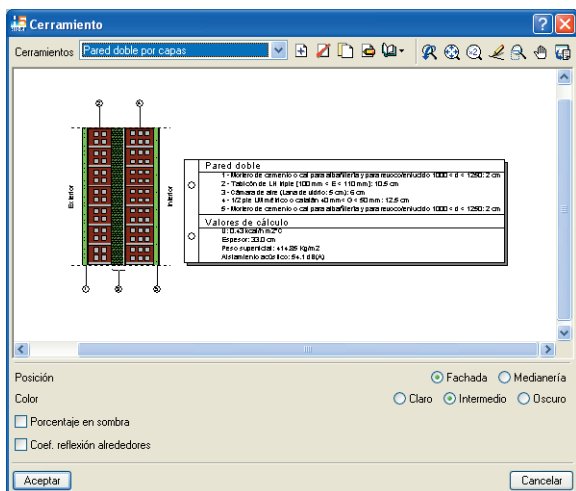 Cerramiento
Cerramientos Pared doble por capas
Exterior
Interior
Pared doble
1 - Mortero de cemento o cal para albañilería y para revoco/enlucido 1000 < d < 1250: 2 cm
2 - Tabicón de LH triple [100 mm < E < 110 mm]: 10.5 cm
3 - Cámara de aire (Lana de vidrio: 5 cm): 6 cm
4 - 1/2 pie LM métrico o catalán 40 mm < G < 50 mm: 12.5 cm
5 - Mortero de cemento o cal para albañilería y para revoco/enlucido 1000 < d < 1250: 2 cm
Valores de cálculo
U: 0.43 kcal/h m2°C
Espesor: 33.0 cm
Peso superficial: 414.85 Kg/m2
Aislamiento acústico: 54.1 dB(A)
Posición
Fachada Medianería
Color
Claro Intermedio Oscuro
Porcentaje en sombra
Coef. reflexión alrededores
Aceptar
Cancelar